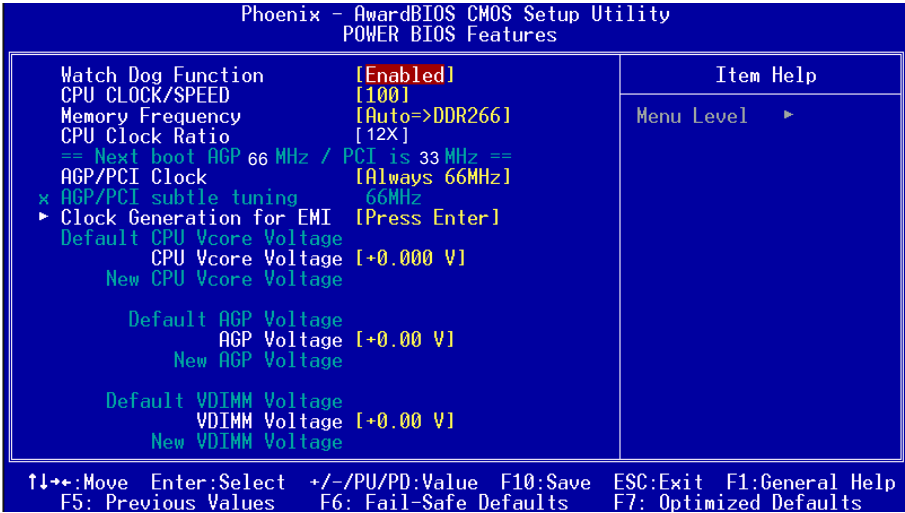 Phoenix - AwardBIOS CMOS Setup Utility
POWER BIOS Features
Watch Dog Function [Enabled]
CPU CLOCK/SPEED [100]
Memory Frequency [Auto=>DDR266]
CPU Clock Ratio [12X]
== Next boot AGP 66 MHz / PCI is 33 MHz ==
AGP/PCI Clock [Always 66MHz]
x AGP/PCI subtle tuning 66MHz
► Clock Generation for EMI [Press Enter]
Default CPU Vcore Voltage
CPU Vcore Voltage [+0.000 V]
New CPU Vcore Voltage
Default AGP Voltage
AGP Voltage [+0.00 V]
New AGP Voltage
Default VDIMM Voltage
VDIMM Voltage [+0.00 V]
New VDIMM Voltage
Item Help
Menu Level ►
↑↓→←:Move Enter:Select +/-/PU/PD:Value F10:Save ESC:Exit F1:General Help
F5: Previous Values F6: Fail-Safe Defaults F7: Optimized Defaults